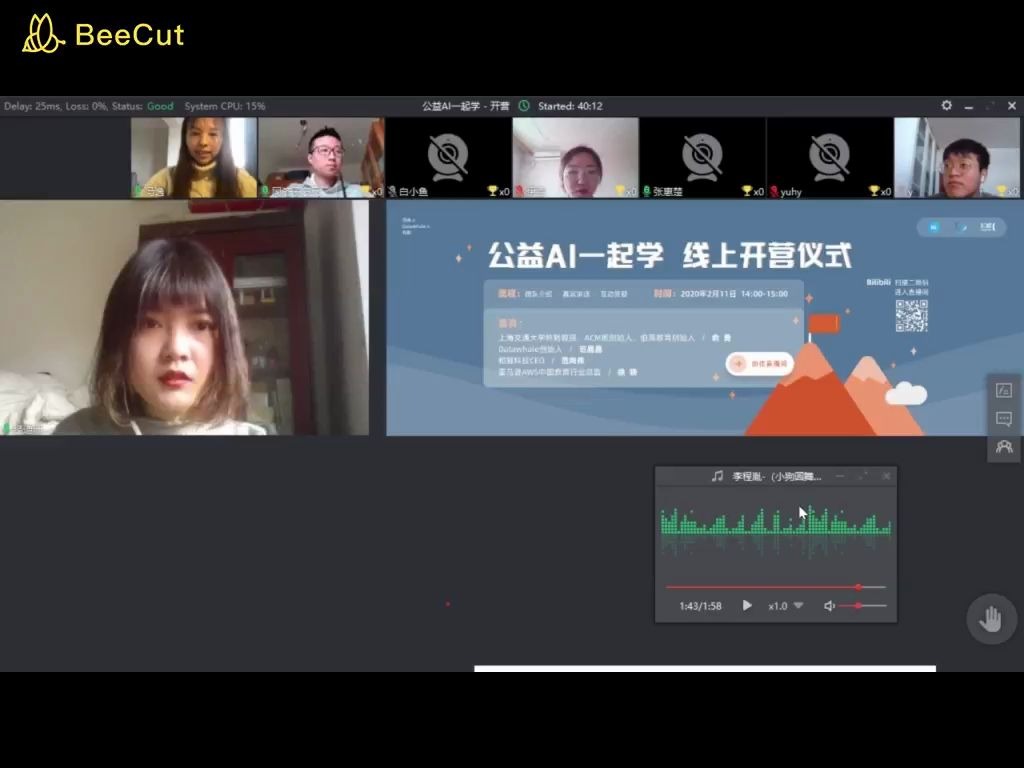 BeeCut
Delay: 25ms, Loss: 0%, Status: Good System CPU: 15%
公益AI一起学 - 开营 Started: 40:12
x0
白小鱼 x0
x0
张惠楚 x0
yuhy x0
y x0
公益AI一起学 线上开营仪式
Bilibili 扫描二维码
进入直播间
流程： 团队介绍 嘉宾演讲 互动答疑 时间： 2020年2月11日 14:00-15:00
嘉宾：
上海交通大学特聘教授、ACM班创始人、伯禹教育创始人 / 俞 勇
Datawhale创始人 / 范晶晶
和鲸科技CEO / 范向伟
亚马逊AWS中国教育行业总监 /
李程胤- (小狗圆舞...
1:43/1:58 x1.0